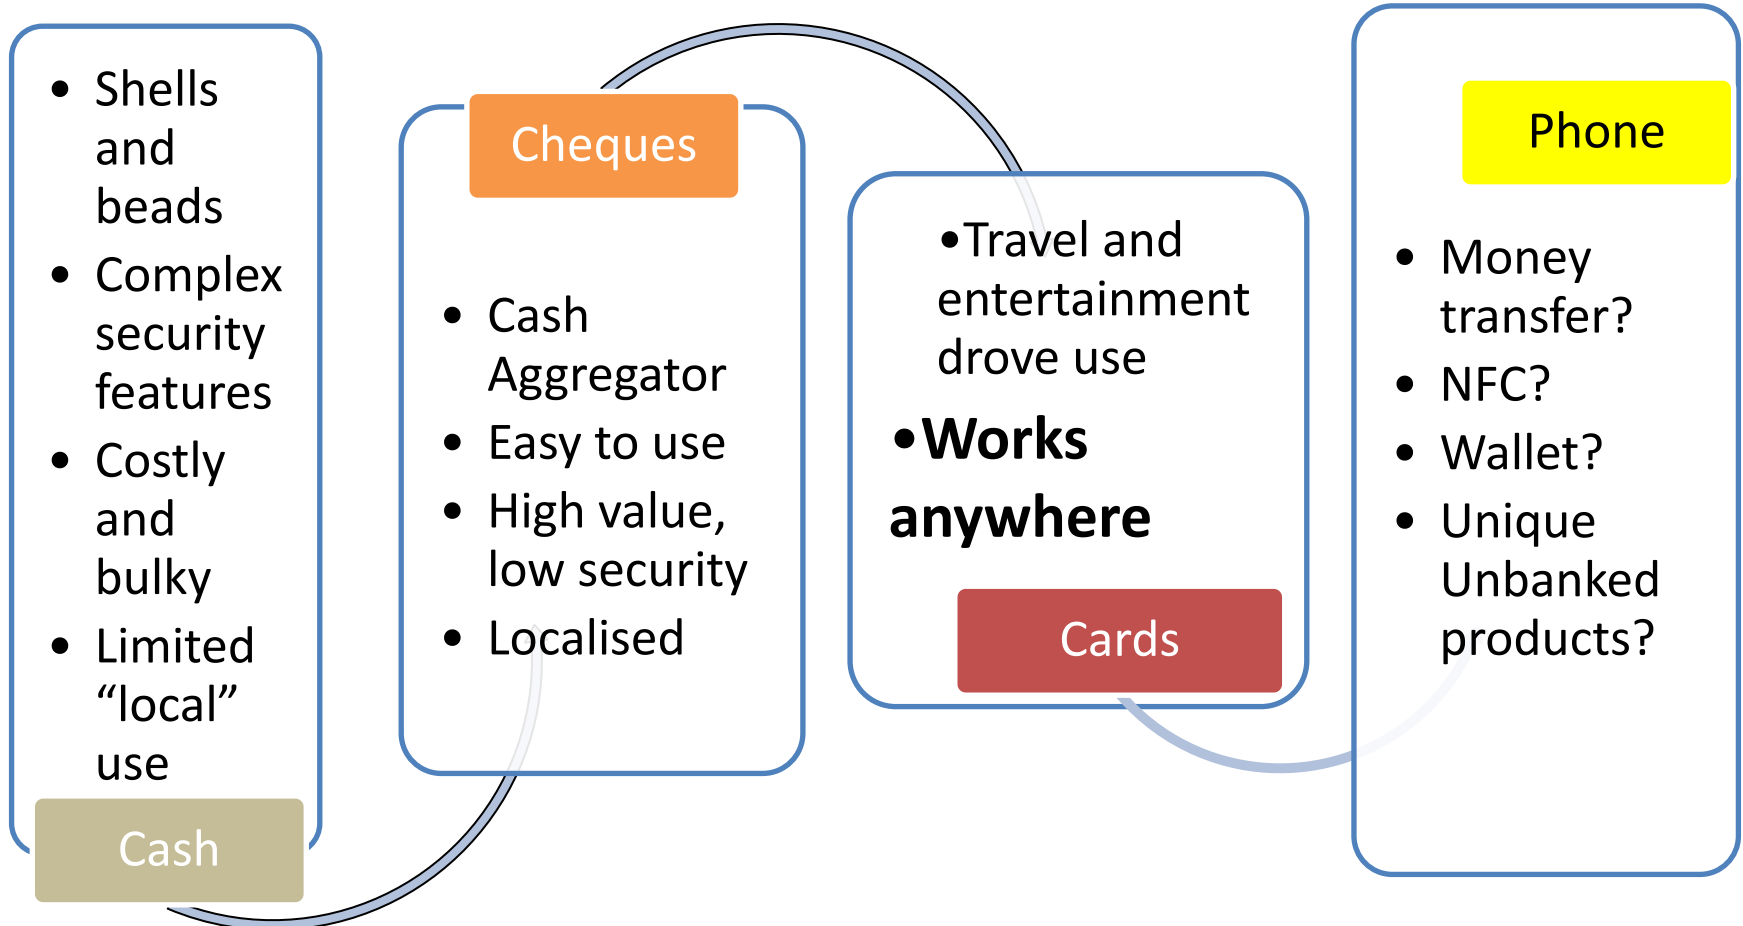 • Shells
and
beads
• Complex
security
features
• Costly
and
bulky
• Limited
“local”
use
Cash
Cheques
• Cash
Aggregator
• Easy to use
• High value,
low security
• Localised
•Travel and
entertainment
drove use
•Works
anywhere
Cards
Phone
• Money
transfer?
• NFC?
• Wallet?
• Unique
Unbanked
products?